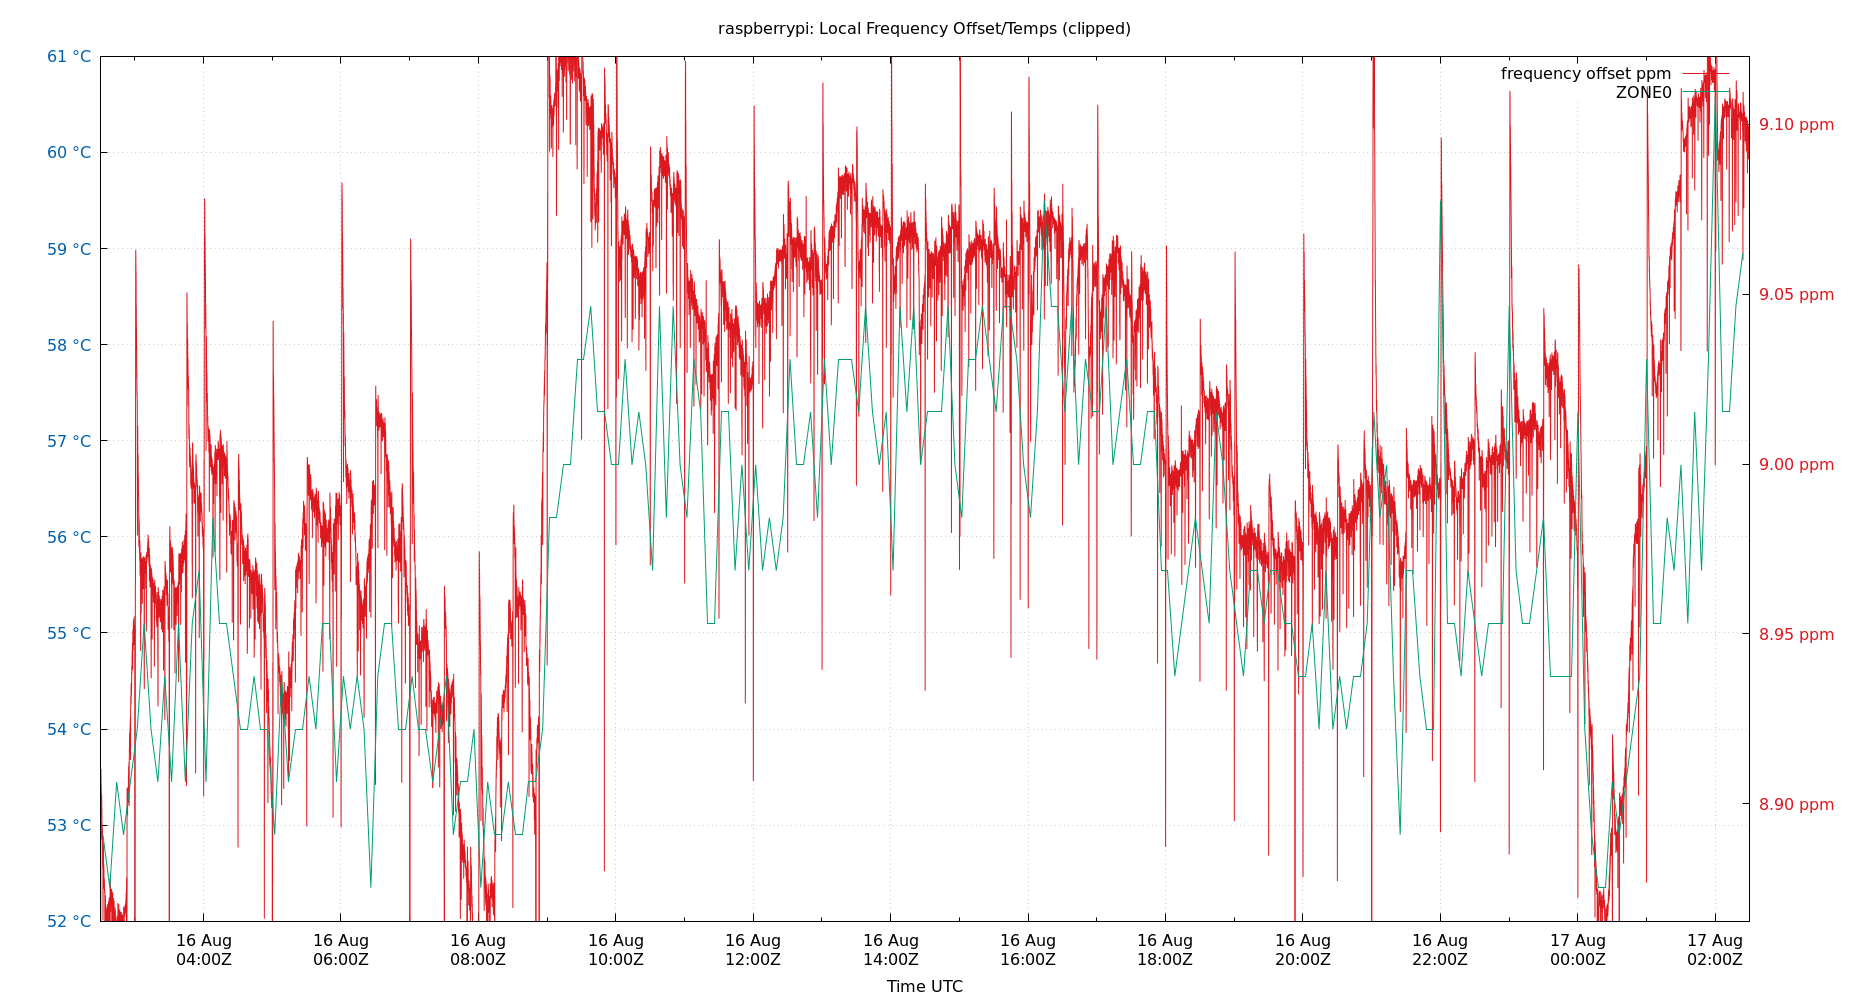 raspberrypi: Local Frequency Offset/Temps (clipped)
61 °C
60 °C
59 °C
58 °C
57 °C
56 °C
55 °C
54 °C
53 °C
52 °C
frequency offset ppm
ZONE0
9.10 ppm
9.05 ppm
9.00 ppm
8.95 ppm
8.90 ppm
16 Aug 16 Aug 16 Aug 16 Aug 16 Aug 16 Aug 16 Aug 16 Aug 16 Aug 16 Aug 17 Aug 17 Aug
04:00Z 06:00Z 08:00Z 10:00Z 12:00Z 14:00Z 16:00Z 18:00Z 20:00Z 22:00Z 00:00Z 02:00Z
Time UTC